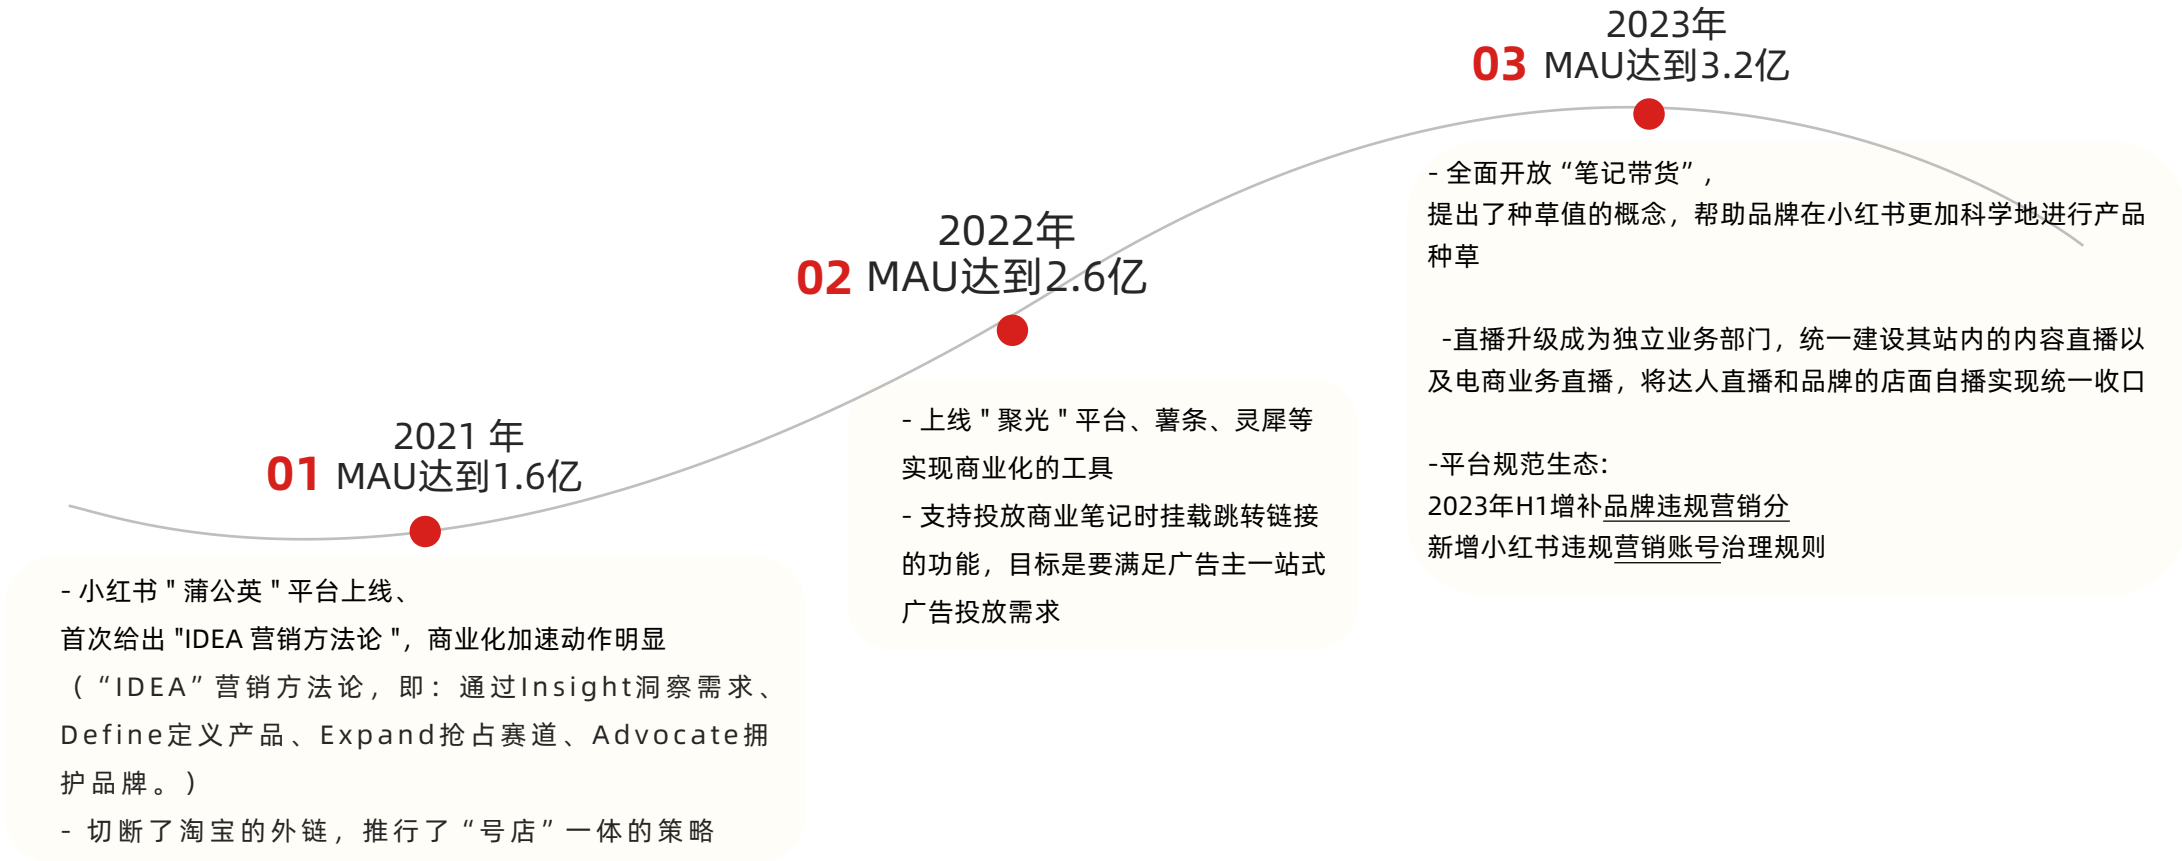 2021 年
01 MAU达到1.6亿
- 小红书 " 蒲公英 " 平台上线、
首次给出 "IDEA 营销方法论 "，商业化加速动作明显
（ “IDEA” 营销方法论，即：通过Insight洞察需求、
Define定义产品、Expand抢占赛道、Advocate拥
护品牌。）
- 切断了淘宝的外链，推行了 “号店” 一体的策略
2022年
02 MAU达到2.6亿
- 上线 " 聚光 " 平台、薯条、灵犀等
实现商业化的工具
- 支持投放商业笔记时挂载跳转链接
的功能，目标是要满足广告主一站式
广告投放需求
2023年
03 MAU达到3.2亿
- 全面开放 “笔记带货” ，
提出了种草值的概念，帮助品牌在小红书更加科学地进行产品
种草
-直播升级成为独立业务部门，统一建设其站内的内容直播以
及电商业务直播，将达人直播和品牌的店面自播实现统一收口
-平台规范生态：
2023年H1增补品牌违规营销分
新增小红书违规营销账号治理规则